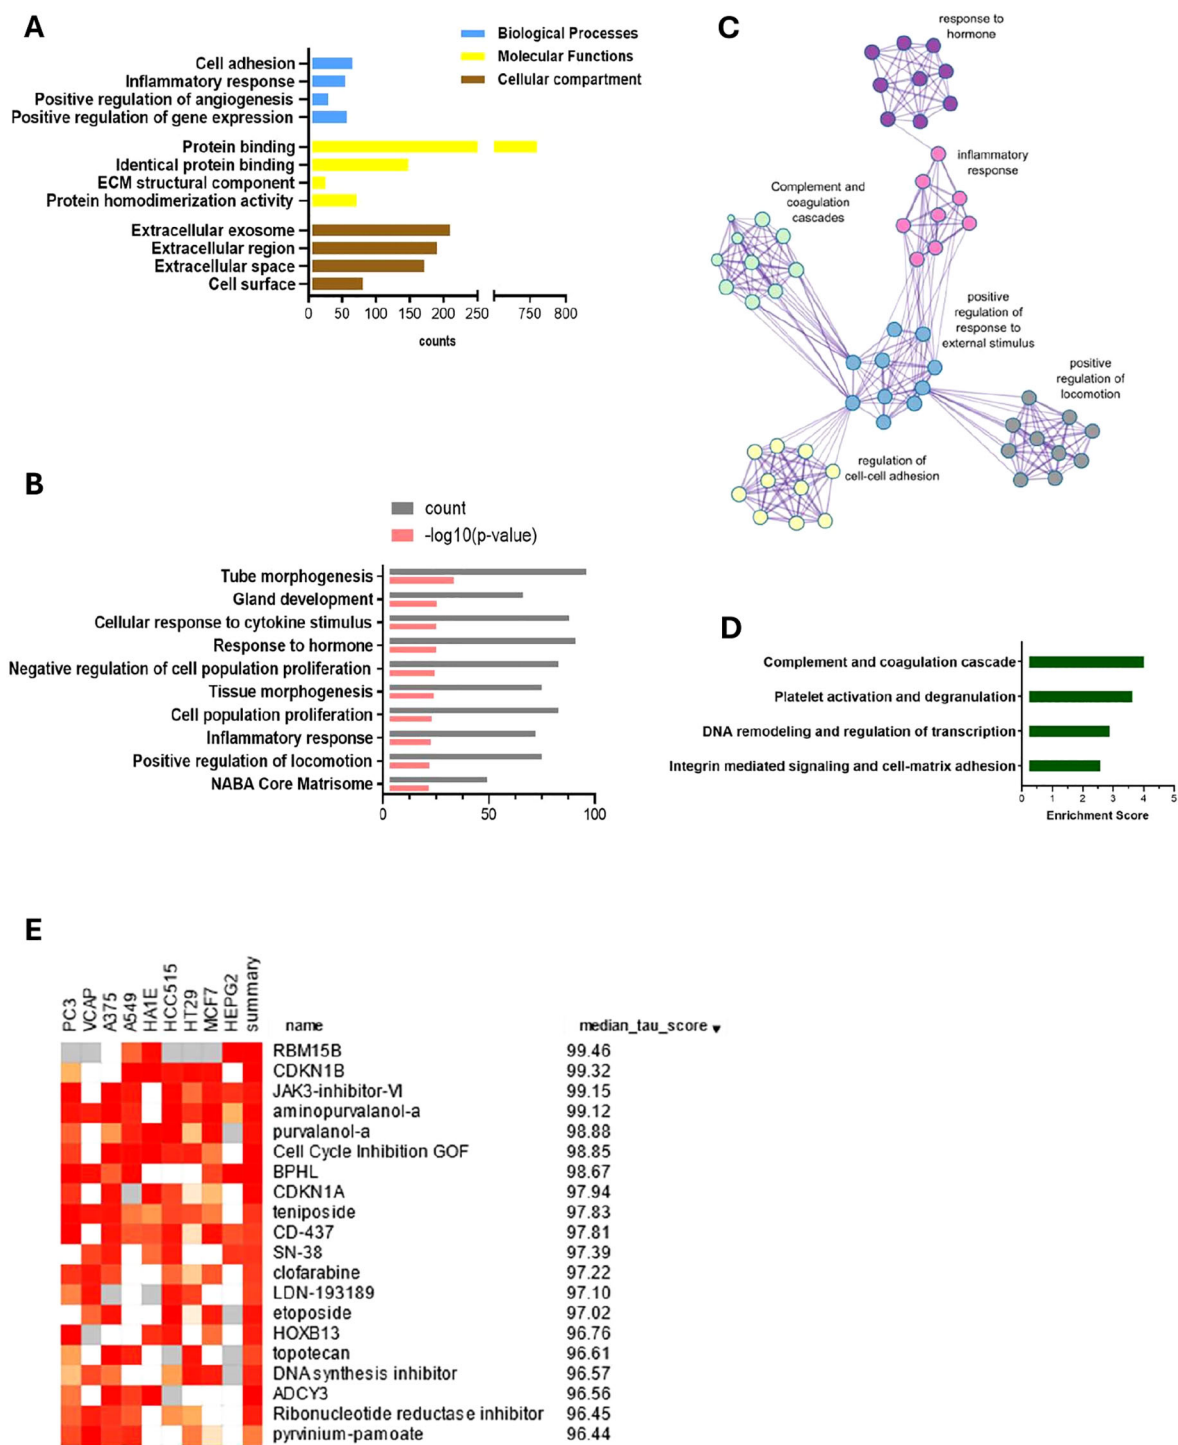 A
Biological Processes
Molecular Functions
Cellular compartment
Cell adhesion
Inflammatory response
Positive regulation of angiogenesis
Positive regulation of gene expression
Protein binding
Identical protein binding
ECM structural component
Protein homodimerization activity
Extracellular exosome
Extracellular region
Extracellular space
Cell surface
0 50 100 150 200 250 750 800
counts
B
count
-log10(p-value)
Tube morphogenesis
Gland development
Cellular response to cytokine stimulus
Response to hormone
Negative regulation of cell population proliferation
Tissue morphogenesis
Cell population proliferation
Inflammatory response
Positive regulation of locomotion
NABA Core Matrisome
0 50 100
C
response to
hormone
inflammatory
response
Complement and
coagulation
cascades
positive
regulation of
response to
external stimulus
positive
regulation of
locomotion
regulation of
cell-cell adhesion
D
Complement and coagulation cascade
Platelet activation and degranulation
DNA remodeling and regulation of transcription
Integrin mediated signaling and cell-matrix adhesion
0 1 2 3 4 5
Enrichment Score
E
PC3
VCAP
A375
A549
HA1E
HCC515
HT29
MCF7
HEPG2
summary
name median_tau_score ▼
RBM15B 99.46
CDKN1B 99.32
JAK3-inhibitor-VI 99.15
aminopurvalanol-a 99.12
purvalanol-a 98.88
Cell Cycle Inhibition GOF 98.85
BPHL 98.67
CDKN1A 97.94
teniposide 97.83
CD-437 97.81
SN-38 97.39
clofarabine 97.22
LDN-193189 97.10
etoposide 97.02
HOXB13 96.76
topotecan 96.61
DNA synthesis inhibitor 96.57
ADCY3 96.56
Ribonucleotide reductase inhibitor 96.45
pyrvinium-pamoate 96.44